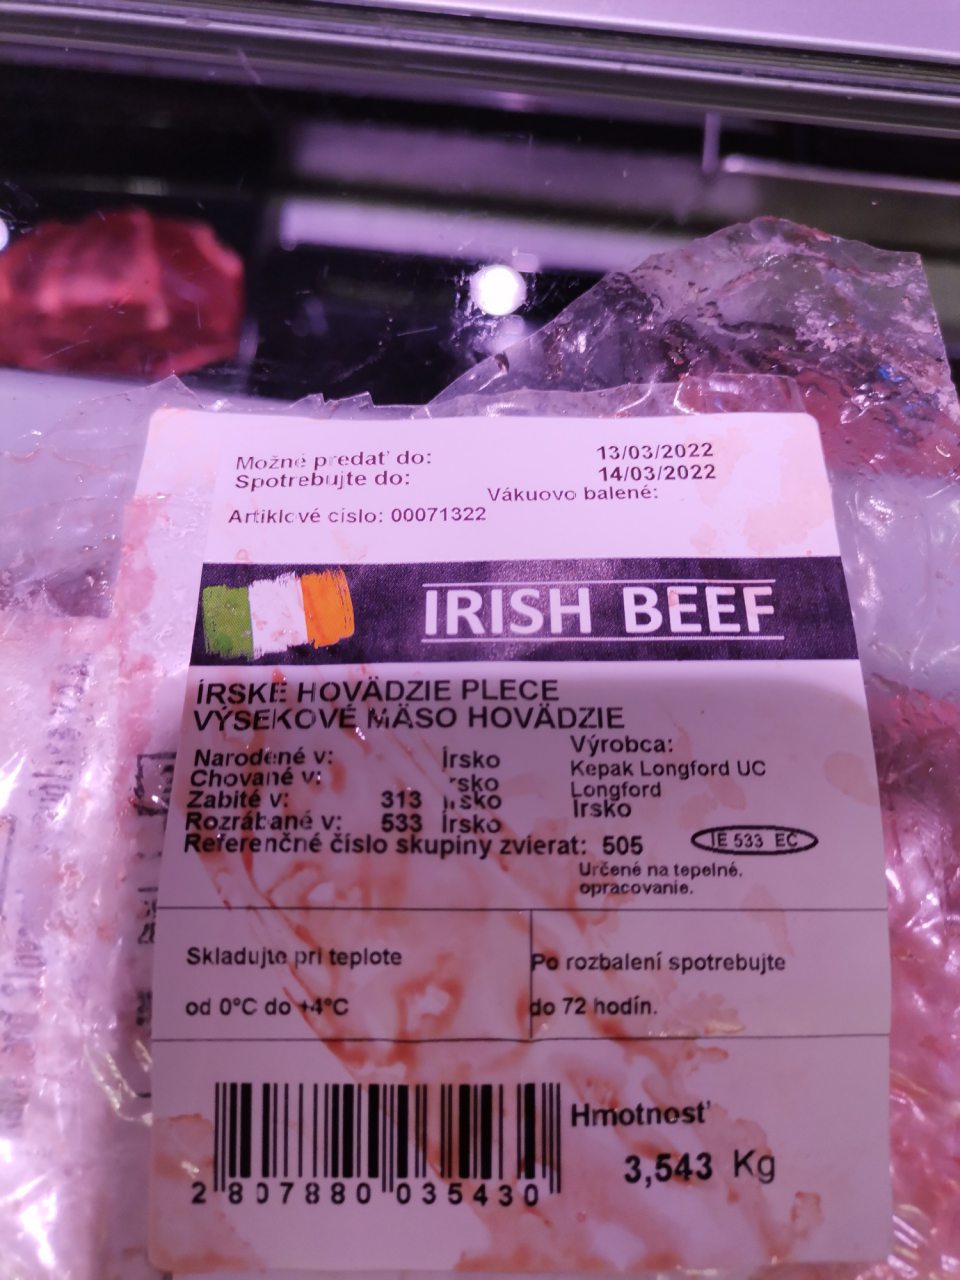 Možné predať do: 13/03/2022
Spotrebujte do: 14/03/2022
Vákuovo balené:
Artiklové císlo: 00071322
IRISH BEEF
ÍRSKE HOVÄDZIE PLECE
VÝSEKOVÉ MÄSO HOVÄDZIE
Narodené v: Írsko
Chované v: Írsko
Zabité v: 313 Írsko
Rozrábané v: 533 Írsko
Referenčné číslo skupiny zvierat: 505
Výrobca:
Kepak Longford UC
Longford
Írsko
IE 533 EC
Určené na tepelné.
opracovanie.
Skladujte pri teplote
od 0°C do +4°C
Po rozbalení spotrebujte
do 72 hodín.
2 807880 035430
Hmotnosť
3,543 Kg